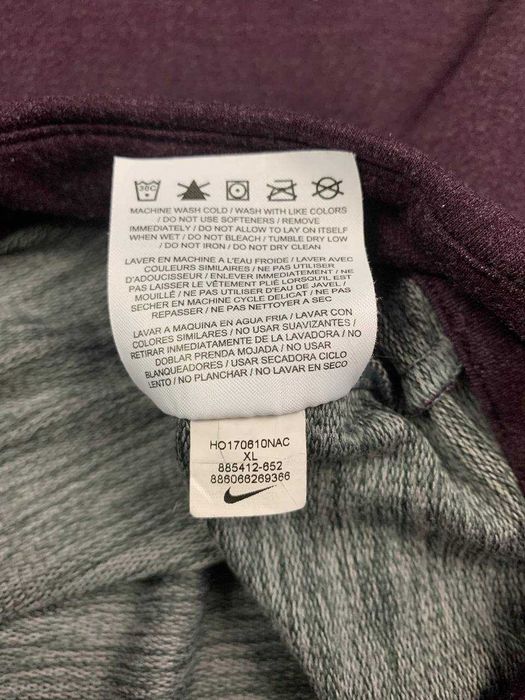 30C
MACHINE WASH COLD / WASH WITH LIKE COLORS
/ DO NOT USE SOFTENERS / REMOVE
IMMEDIATELY / DO NOT ALLOW TO LAY ON ITSELF
WHEN WET / DO NOT BLEACH / TUMBLE DRY LOW
/ DO NOT IRON / DO NOT DRY CLEAN
LAVER EN MACHINE A L'EAU FROIDE / LAVER AVEC
COULEURS SIMILAIRES / NE PAS UTILISER
D'ADOUCISSEUR / ENLEVER IMMEDIATEMENT / NE
PAS LAISSER LE VÊTEMENT PLIÉ LORSQU'IL EST
MOUILLÉ / NE PAS UTILISER D'EAU DE JAVEL /
SECHER EN MACHINE CYCLE DELICAT / NE PAS
REPASSER / NE PAS NETTOYER A SEC
LAVAR A MAQUINA EN AGUA FRIA / LAVAR CON
COLORES SIMILARES / NO USAR SUAVIZANTES /
RETIRAR INMEDIATAMENTE DE LA LAVADORA / NO
DOBLAR PRENDA MOJADA / NO USAR
BLANQUEADORES / USAR SECADORA CICLO
LENTO / NO PLANCHAR / NO LAVAR EN SECO
HO170610NAC
XL
885412-652
886066269366